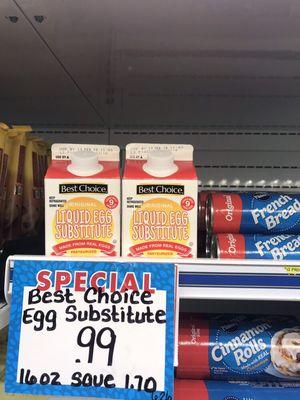 Best Choice
ORIGINAL
LIQUID EGG
SUBSTITUTE
MADE FROM REAL EGGS
PASTEURIZED
Best Choice
ORIGINAL
LIQUID EGG
SUBSTITUTE
MADE FROM REAL EGGS
PASTEURIZED
Original
French
Bread
Original
French
Bread
SPECIAL
Best Choice
Egg Substitute
.99
16 oz save 1.70
Cinnamon
Rolls